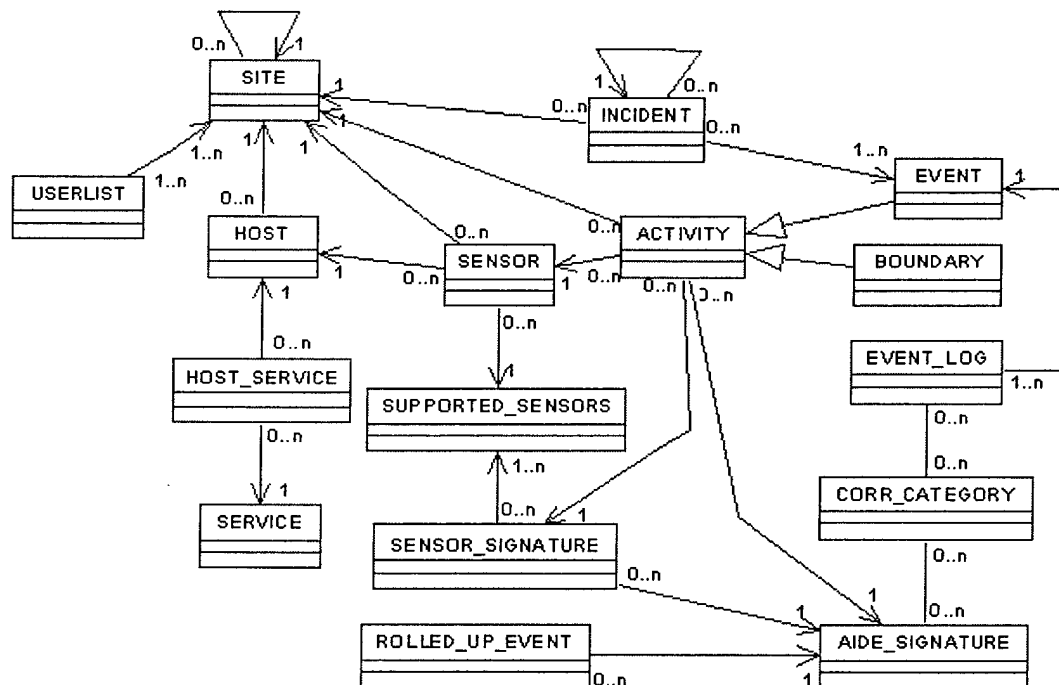 0..n
1
SITE
1
1
0..n
1
0..n
INCIDENT
0..n
0..n
1
1
1..n
1..n
1..n
EVENT
1
USERLIST
0..n
HOST
1
0..n
SENSOR
0..n
0..n
1
0..n
ACTIVITY
0..n
0..n
BOUNDARY
1
0..n
HOST_SERVICE
0..n
1
SERVICE
0..n
1
SUPPORTED_SENSORS
1..n
0..n
1
SENSOR_SIGNATURE
0..n
EVENT_LOG
1..n
0..n
0..n
CORR_CATEGORY
0..n
0..n
1
1
AIDE_SIGNATURE
ROLLED_UP_EVENT
0..n
1